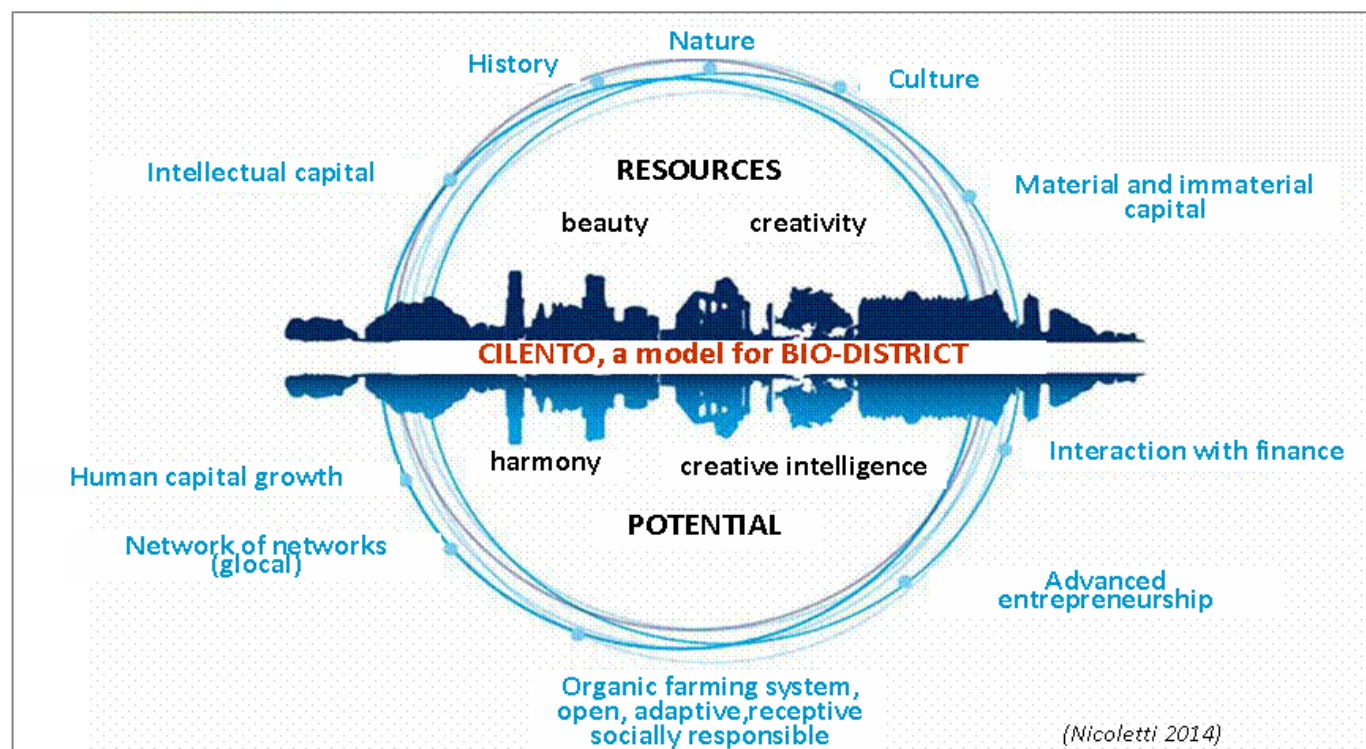 Nature
History
Culture
Intellectual capital
Material and immaterial
capital
RESOURCES
beauty
creativity
CILENTO, a model for BIO-DISTRICT
harmony
creative intelligence
Interaction with finance
Human capital growth
POTENTIAL
Network of networks
(glocal)
Advanced
entrepreneurship
Organic farming system,
open, adaptive,receptive
socially responsible
(Nicoletti 2014)